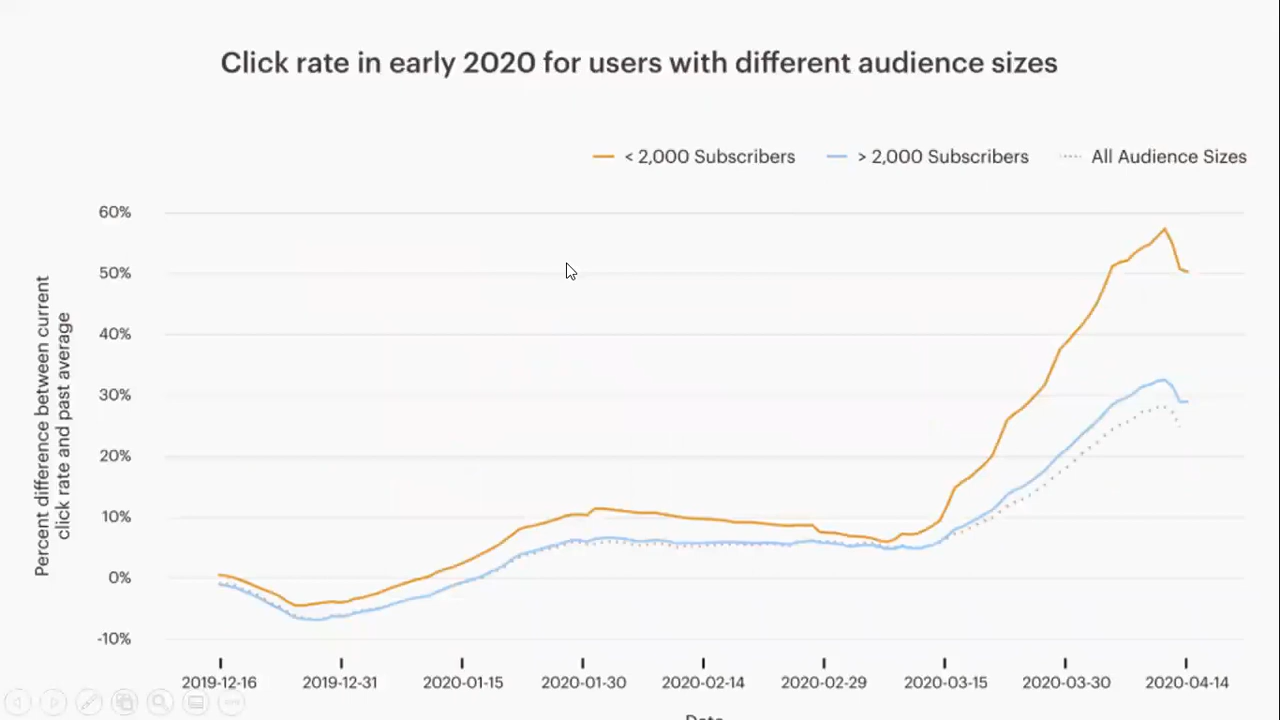 Click rate in early 2020 for users with different audience sizes
< 2,000 Subscribers
> 2,000 Subscribers
All Audience Sizes
Percent difference between current
click rate and past average
60%
50%
40%
30%
20%
10%
0%
-10%
2019-12-16
2019-12-31
2020-01-15
2020-01-30
2020-02-14
2020-02-29
2020-03-15
2020-03-30
2020-04-14
Date